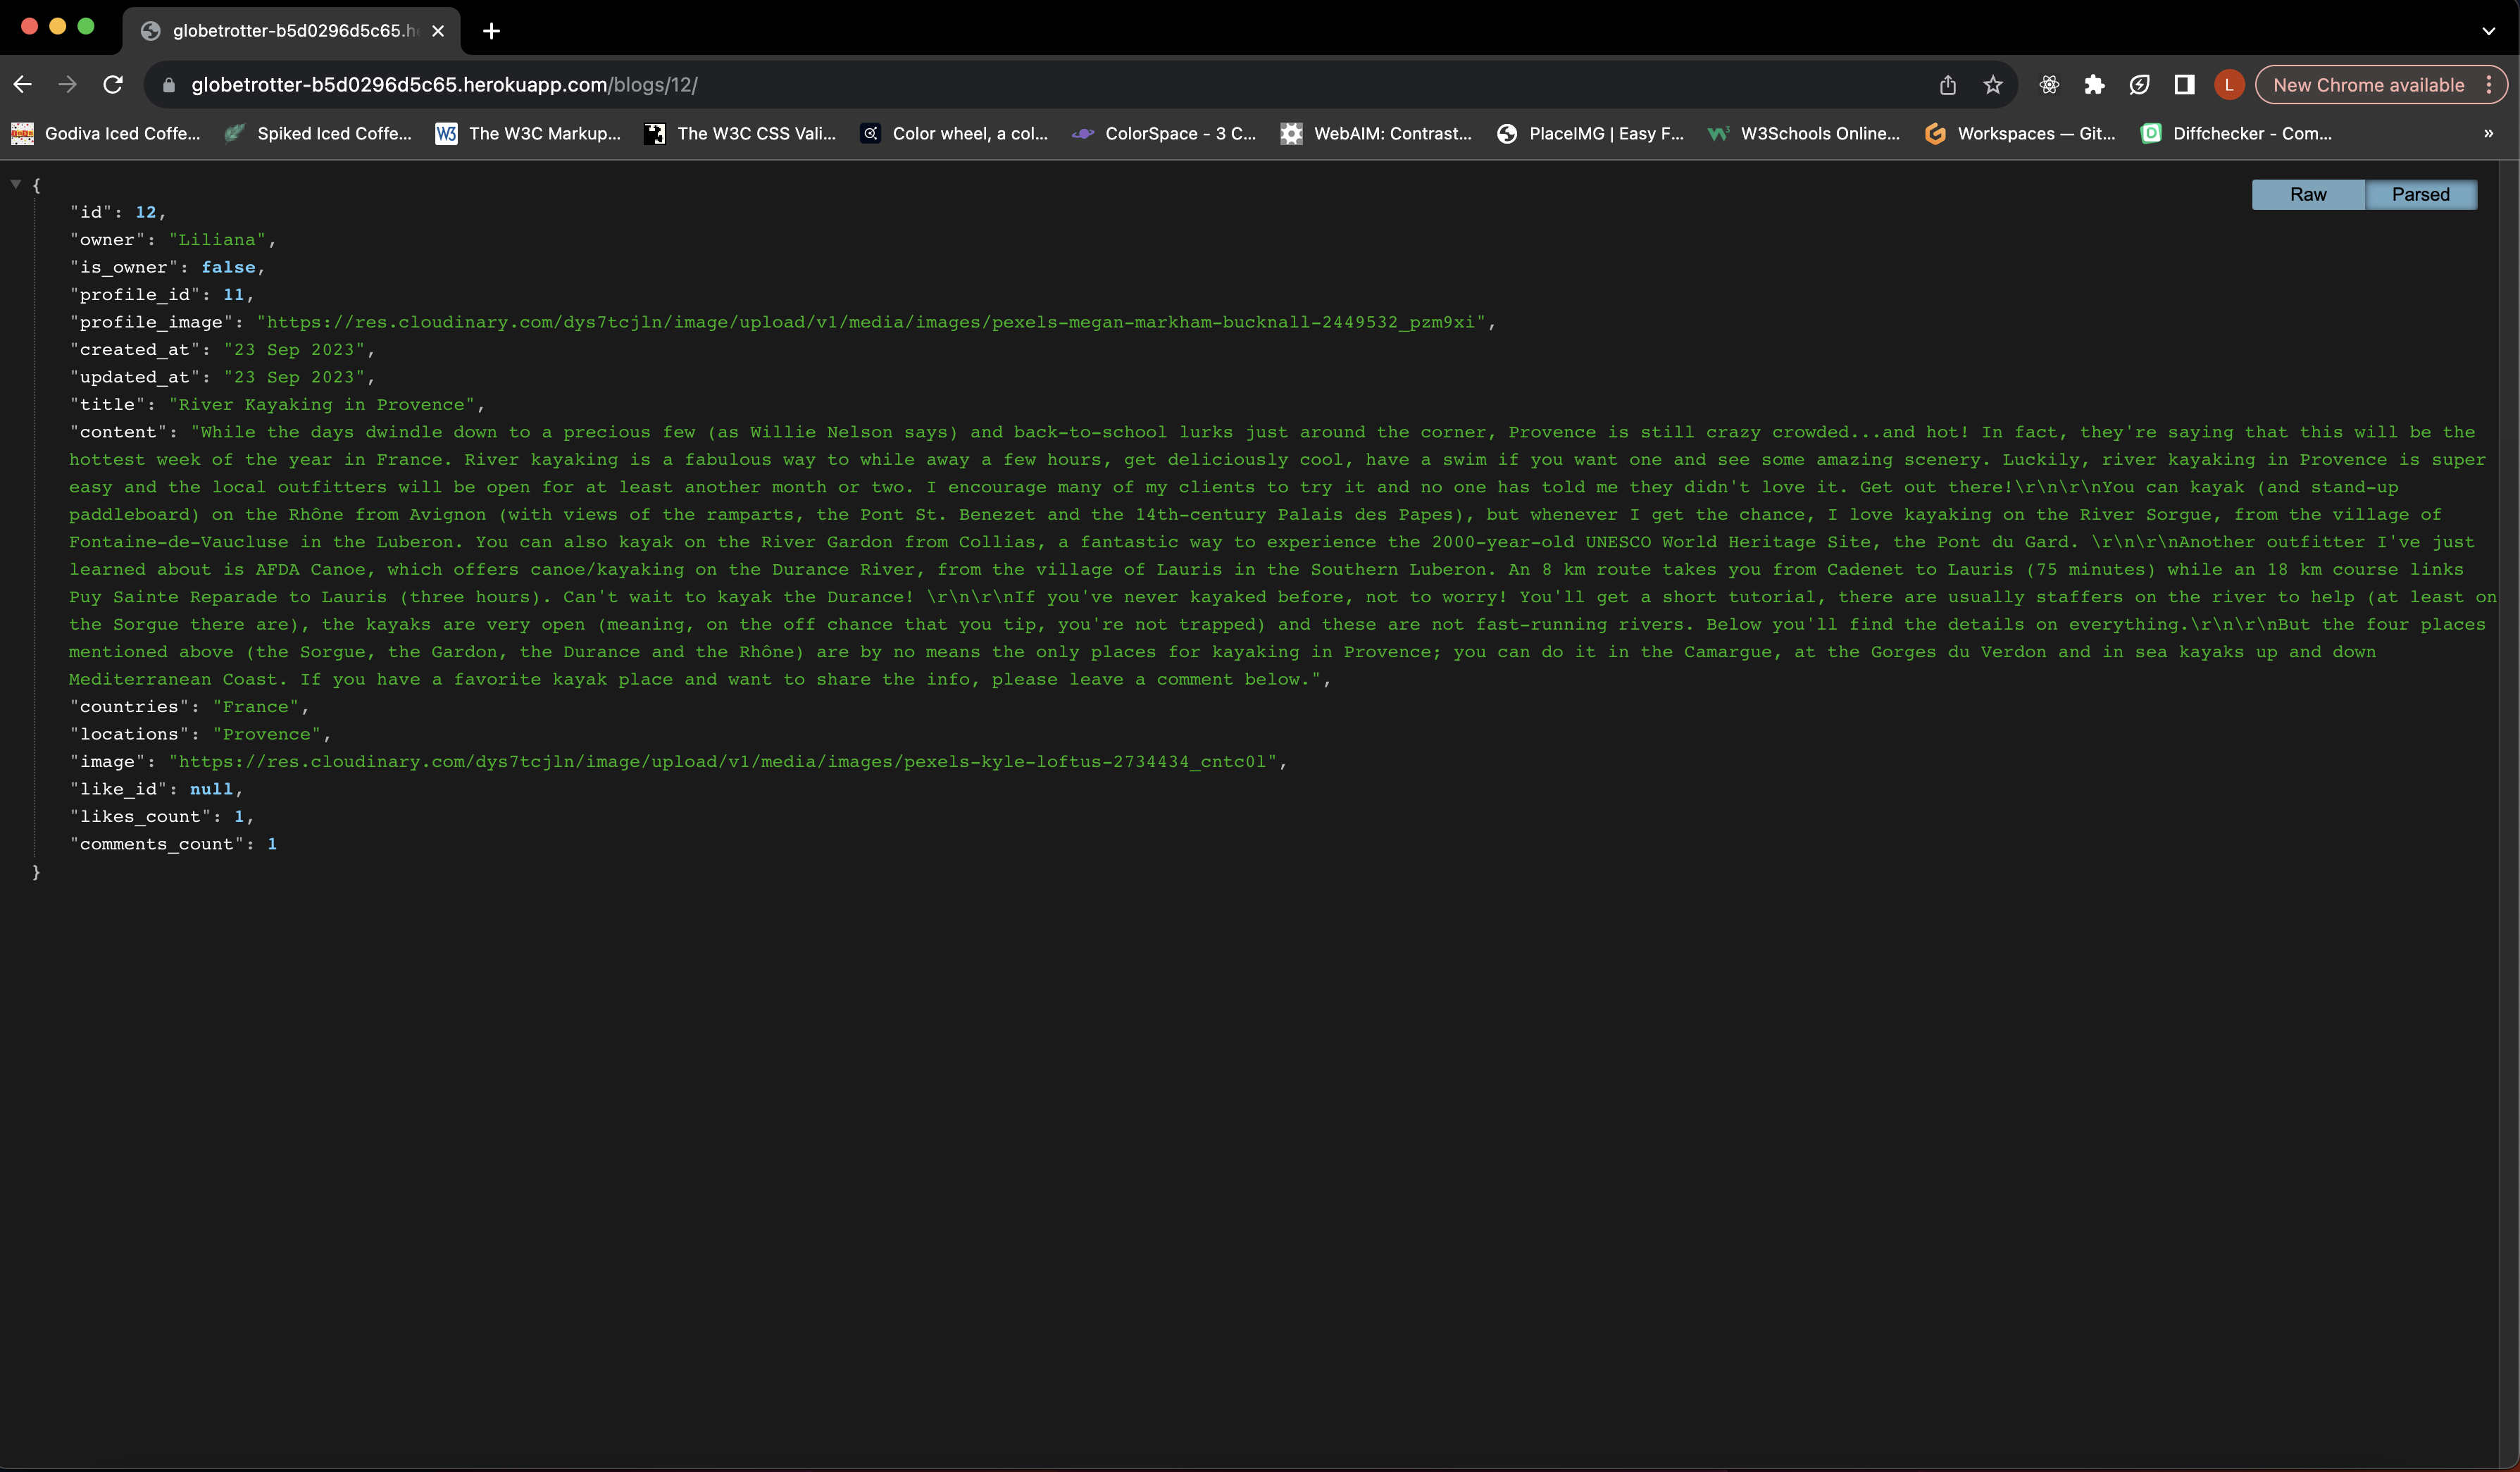 globetrotter-b5d0296d5c65.h
globetrotter-b5d0296d5c65.herokuapp.com/blogs/12/
L
New Chrome available
Godiva Iced Coffe...
Spiked Iced Coffe...
W3
The W3C Markup...
The W3C CSS Vali...
Color wheel, a col...
ColorSpace - 3 C...
WebAIM: Contrast...
PlaceIMG | Easy F...
W3Schools Online...
Workspaces — Git...
D
Diffchecker - Com...
»
Raw
Parsed
{
"id": 12,
"owner": "Liliana",
"is_owner": false,
"profile_id": 11,
"profile_image": "https://res.cloudinary.com/dys7tcjln/image/upload/v1/media/images/pexels-megan-markham-bucknall-2449532_pzm9xi",
"created_at": "23 Sep 2023",
"updated_at": "23 Sep 2023",
"title": "River Kayaking in Provence",
"content": "While the days dwindle down to a precious few (as Willie Nelson says) and back-to-school lurks just around the corner, Provence is still crazy crowded...and hot! In fact, they're saying that this will be the
hottest week of the year in France. River kayaking is a fabulous way to while away a few hours, get deliciously cool, have a swim if you want one and see some amazing scenery. Luckily, river kayaking in Provence is super
easy and the local outfitters will be open for at least another month or two. I encourage many of my clients to try it and no one has told me they didn't love it. Get out there!\r\n\r\nYou can kayak (and stand-up
paddleboard) on the Rhône from Avignon (with views of the ramparts, the Pont St. Benezet and the 14th-century Palais des Papes), but whenever I get the chance, I love kayaking on the River Sorgue, from the village of
Fontaine-de-Vaucluse in the Luberon. You can also kayak on the River Gardon from Collias, a fantastic way to experience the 2000-year-old UNESCO World Heritage Site, the Pont du Gard. \r\n\r\nAnother outfitter I've just
learned about is AFDA Canoe, which offers canoe/kayaking on the Durance River, from the village of Lauris in the Southern Luberon. An 8 km route takes you from Cadenet to Lauris (75 minutes) while an 18 km course links
Puy Sainte Reparade to Lauris (three hours). Can't wait to kayak the Durance! \r\n\r\nIf you've never kayaked before, not to worry! You'll get a short tutorial, there are usually staffers on the river to help (at least on
the Sorgue there are), the kayaks are very open (meaning, on the off chance that you tip, you're not trapped) and these are not fast-running rivers. Below you'll find the details on everything.\r\n\r\nBut the four places
mentioned above (the Sorgue, the Gardon, the Durance and the Rhône) are by no means the only places for kayaking in Provence; you can do it in the Camargue, at the Gorges du Verdon and in sea kayaks up and down
Mediterranean Coast. If you have a favorite kayak place and want to share the info, please leave a comment below.",
"countries": "France",
"locations": "Provence",
"image": "https://res.cloudinary.com/dys7tcjln/image/upload/v1/media/images/pexels-kyle-loftus-2734434_cntc0l",
"like_id": null,
"likes_count": 1,
"comments_count": 1
}